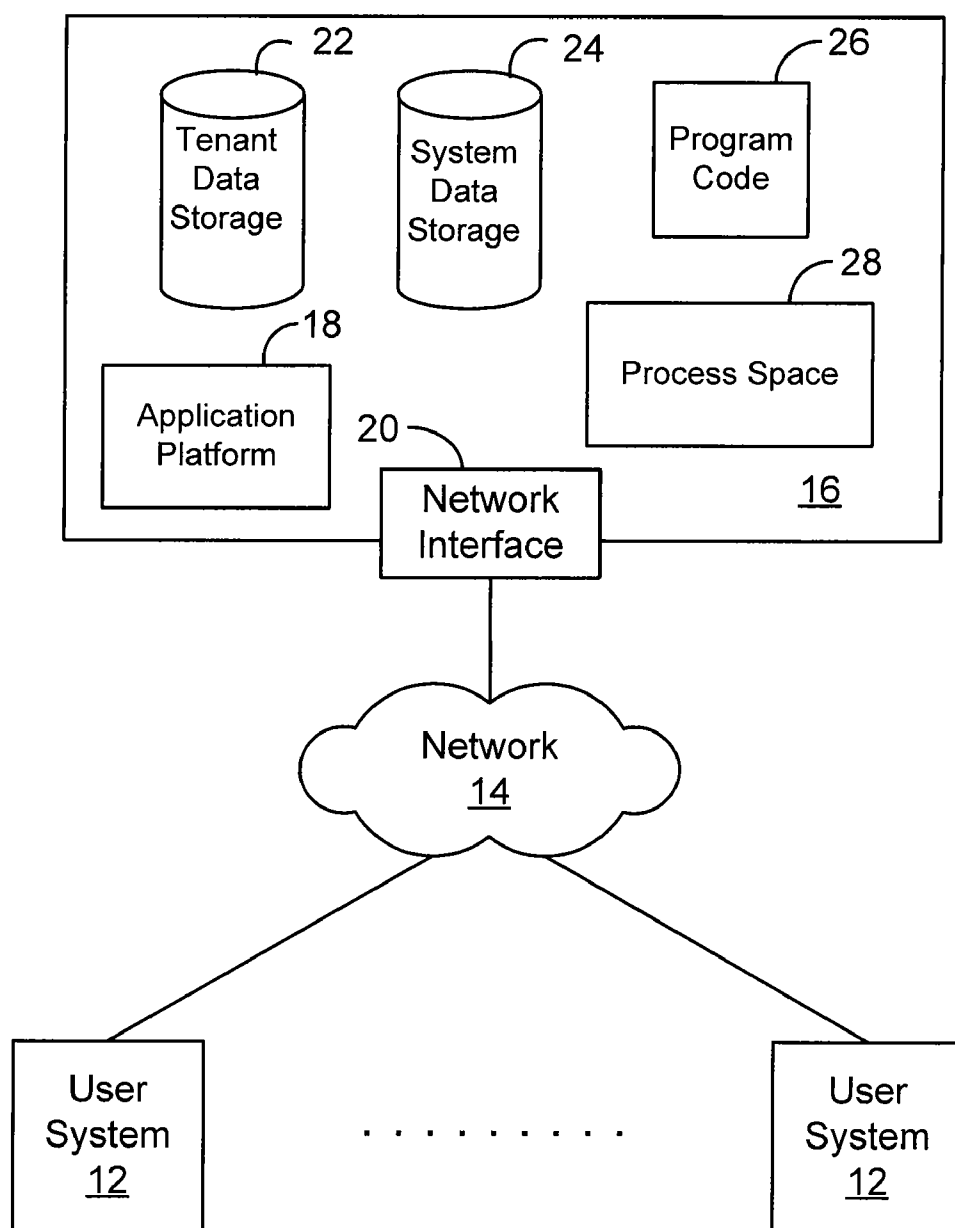 22
24
26
Tenant
Data
Storage
System
Data
Storage
Program
Code
28
18
Process Space
Application
Platform
20
16
Network
Interface
Network
14
User
System
12
. . . . . . . . .
User
System
12